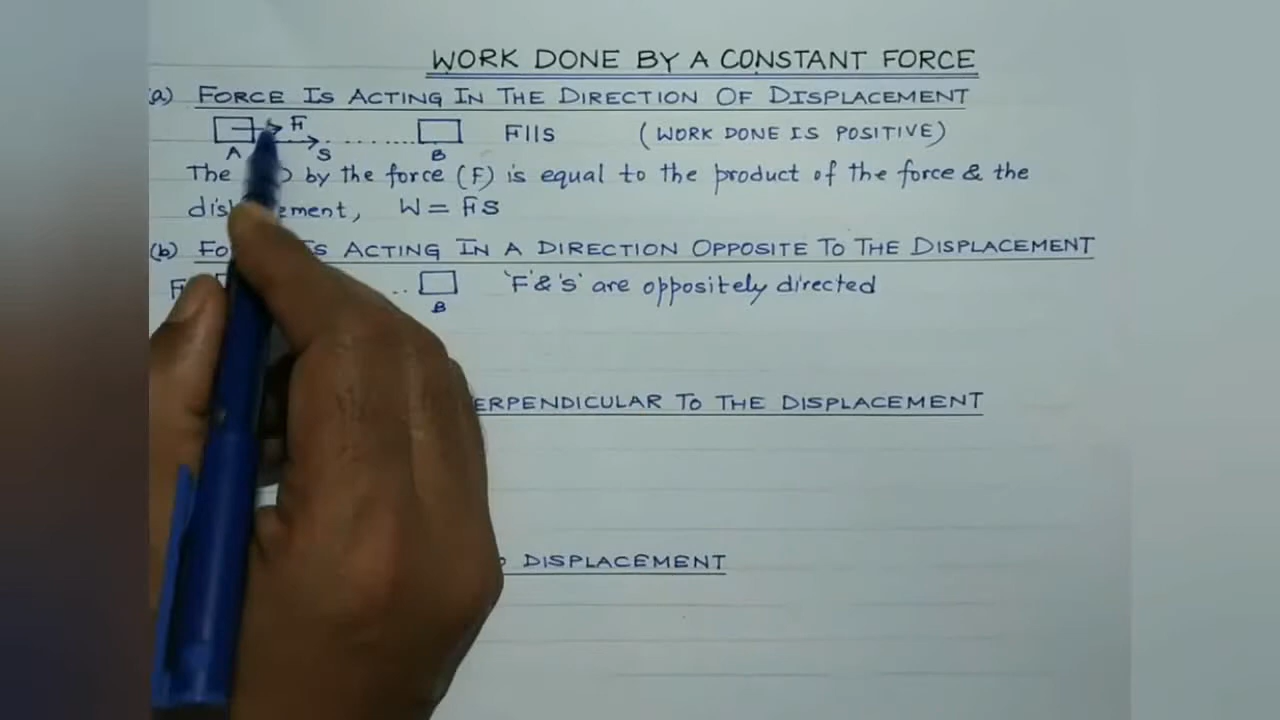 WORK DONE BY A CONSTANT FORCE
(a) FORCE IS ACTING IN THE DIRECTION OF DISPLACEMENT
F
A S B F||s (WORK DONE IS POSITIVE)
The by the force (F) is equal to the product of the force & the
W = FS
(b) IS ACTING IN A DIRECTION OPPOSITE TO THE DISPLACEMENT
F B 'F' & 's' are oppositely directed
TO THE DISPLACEMENT
DISPLACEMENT